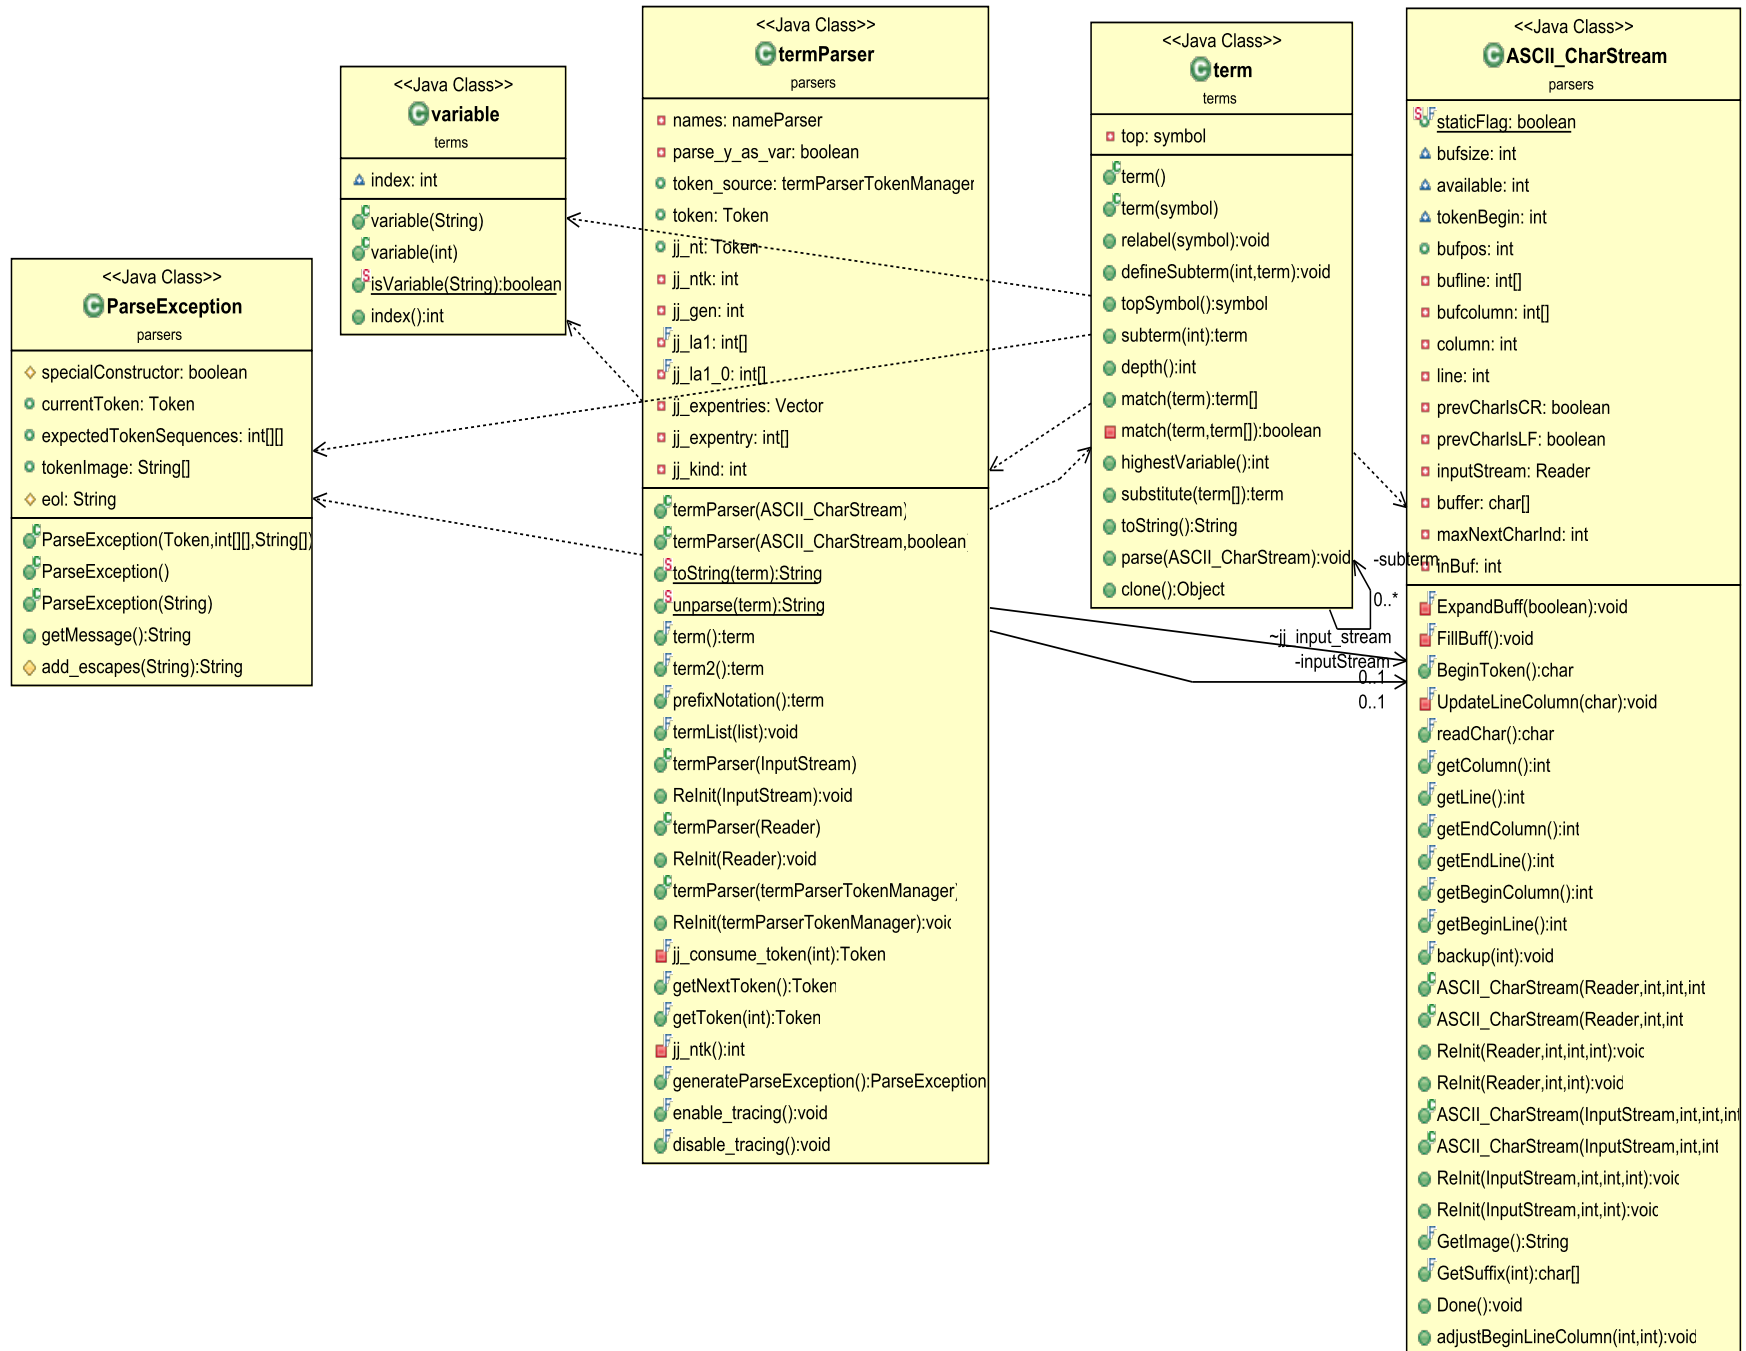 <<Java Class>>
ParseException
parsers
specialConstructor: boolean
currentToken: Token
expectedTokenSequences: int[][]
tokenImage: String[]
eol: String
ParseException(Token,int[][],String[])
ParseException()
ParseException(String)
getMessage():String
add_escapes(String):String
<<Java Class>>
variable
terms
index: int
variable(String)
variable(int)
isVariable(String):boolean
index():int
<<Java Class>>
termParser
parsers
names: nameParser
parse_y_as_var: boolean
token_source: termParserTokenManager
token: Token
jj_nt: Token
jj_ntk: int
jj_gen: int
jj_la1: int[]
jj_la1_0: int[]
jj_expentries: Vector
jj_expentry: int[]
jj_kind: int
termParser(ASCII_CharStream)
termParser(ASCII_CharStream,boolean)
toString(term):String
unparse(term):String
term():term
term2():term
prefixNotation():term
termList(list):void
termParser(InputStream)
ReInit(InputStream):void
termParser(Reader)
ReInit(Reader):void
termParser(termParserTokenManager)
ReInit(termParserTokenManager):void
jj_consume_token(int):Token
getNextToken():Token
getToken(int):Token
jj_ntk():int
generateParseException():ParseException
enable_tracing():void
disable_tracing():void
<<Java Class>>
term
terms
top: symbol
term()
term(symbol)
relabel(symbol):void
defineSubterm(int,term):void
topSymbol():symbol
subterm(int):term
depth():int
match(term):term[]
match(term,term[]):boolean
highestVariable():int
substitute(term[]):term
toString():String
parse(ASCII_CharStream):void
clone():Object
-subterm
0..*
~jj_input_stream
-inputStream
0..1
0..1
<<Java Class>>
ASCII_CharStream
parsers
staticFlag: boolean
bufsize: int
available: int
tokenBegin: int
bufpos: int
bufline: int[]
bufcolumn: int[]
column: int
line: int
prevCharIsCR: boolean
prevCharIsLF: boolean
inputStream: Reader
buffer: char[]
maxNextCharInd: int
inBuf: int
ExpandBuff(boolean):void
FillBuff():void
BeginToken():char
UpdateLineColumn(char):void
readChar():char
getColumn():int
getLine():int
getEndColumn():int
getEndLine():int
getBeginColumn():int
getBeginLine():int
backup(int):void
ASCII_CharStream(Reader,int,int,int
ASCII_CharStream(Reader,int,int
ReInit(Reader,int,int,int):void
ReInit(Reader,int,int):void
ASCII_CharStream(InputStream,int,int,int
ASCII_CharStream(InputStream,int,int
ReInit(InputStream,int,int,int):void
ReInit(InputStream,int,int):void
GetImage():String
GetSuffix(int):char[]
Done():void
adjustBeginLineColumn(int,int):void